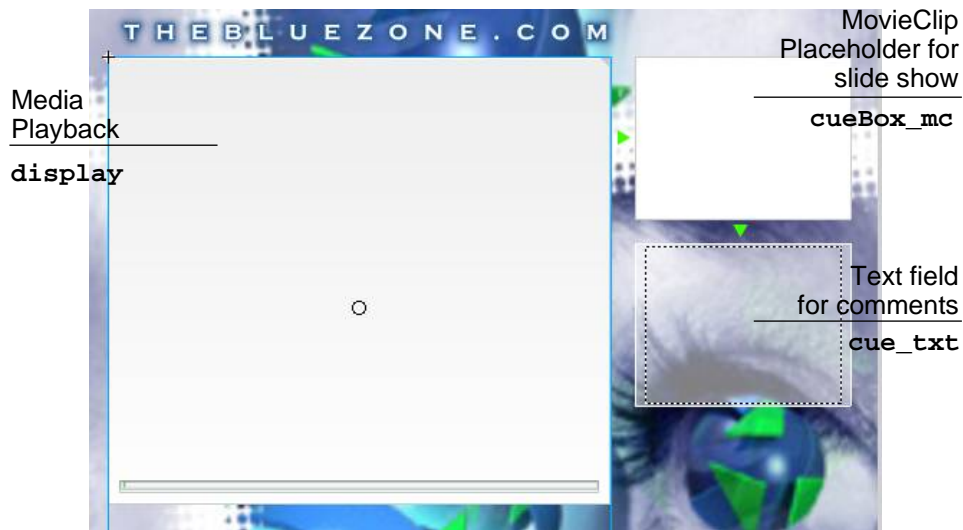 THEBLUEZONE.COM
MovieClip
Placeholder for
slide show
cueBox_mc
Media
Playback
display
Text field
for comments
cue_txt